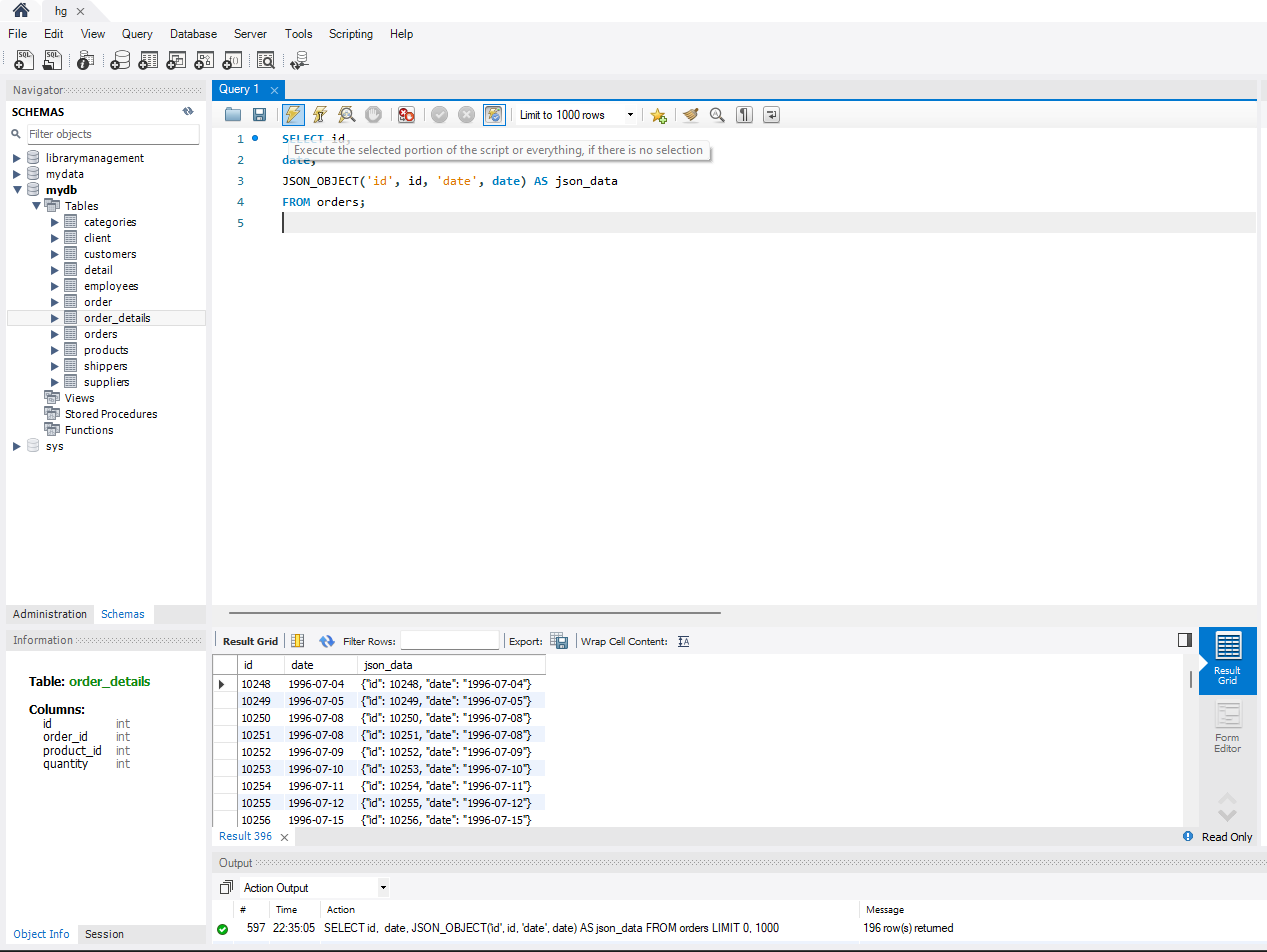 hg
File Edit View Query Database Server Tools Scripting Help
Navigator
SCHEMAS
Filter objects
librarymanagement
mydata
mydb
Tables
categories
client
customers
detail
employees
order
order_details
orders
products
shippers
suppliers
Views
Stored Procedures
Functions
sys
Administration Schemas
Information
Table: order_details
Columns:
id int
order_id int
product_id int
quantity int
Object Info Session
Query 1
Limit to 1000 rows
1 SELECT id,
Execute the selected portion of the script or everything, if there is no selection
2 date,
3 JSON_OBJECT('id', id, 'date', date) AS json_data
4 FROM orders;
5
Result Grid Filter Rows: Export: Wrap Cell Content:
id date json_data
10248 1996-07-04 {"id": 10248, "date": "1996-07-04"}
10249 1996-07-05 {"id": 10249, "date": "1996-07-05"}
10250 1996-07-08 {"id": 10250, "date": "1996-07-08"}
10251 1996-07-08 {"id": 10251, "date": "1996-07-08"}
10252 1996-07-09 {"id": 10252, "date": "1996-07-09"}
10253 1996-07-10 {"id": 10253, "date": "1996-07-10"}
10254 1996-07-11 {"id": 10254, "date": "1996-07-11"}
10255 1996-07-12 {"id": 10255, "date": "1996-07-12"}
10256 1996-07-15 {"id": 10256, "date": "1996-07-15"}
Result
Grid
Form
Editor
Result 396
Read Only
Output
Action Output
# Time Action Message
597 22:35:05 SELECT id, date, JSON_OBJECT('id', id, 'date', date) AS json_data FROM orders LIMIT 0, 1000 196 row(s) returned